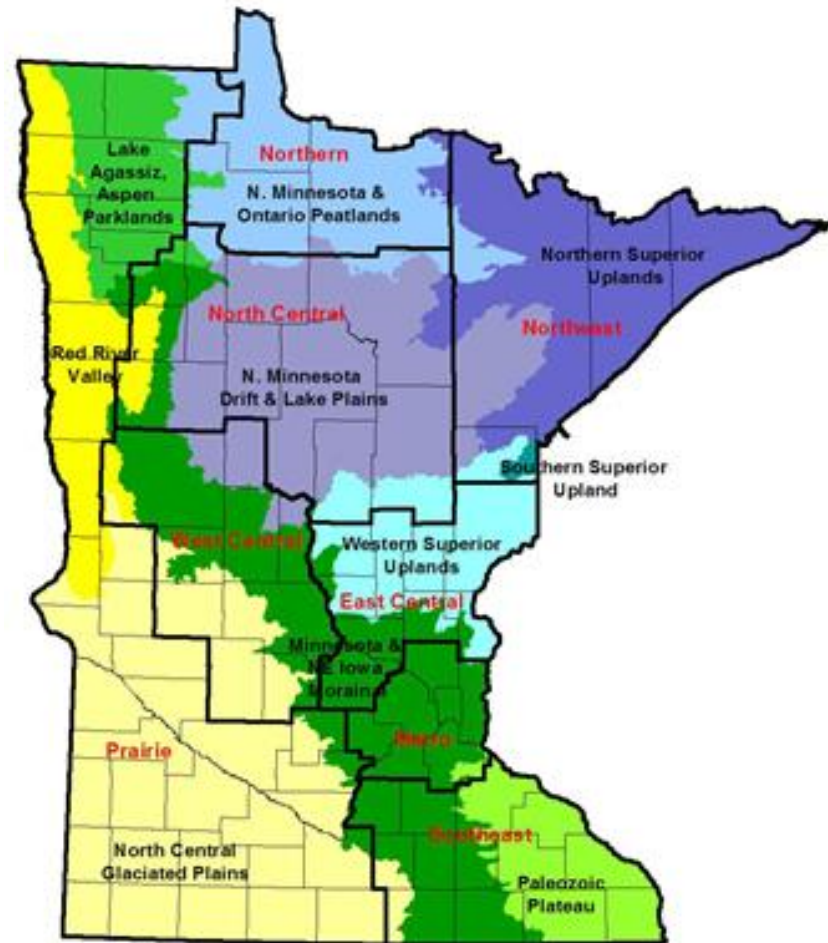 Northern
Lake
Agassiz,
Aspen
Parklands
N. Minnesota &
Ontario Peatlands
Northern Superior
Uplands
North Central
Northeast
Red River
Valley
N. Minnesota
Drift & Lake Plains
Southern Superior
Upland
West Central
Western Superior
Uplands
East Central
Minnesota &
NE Iowa
Morainal
Metro
Prairie
Southeast
North Central
Glaciated Plains
Paleozoic
Plateau